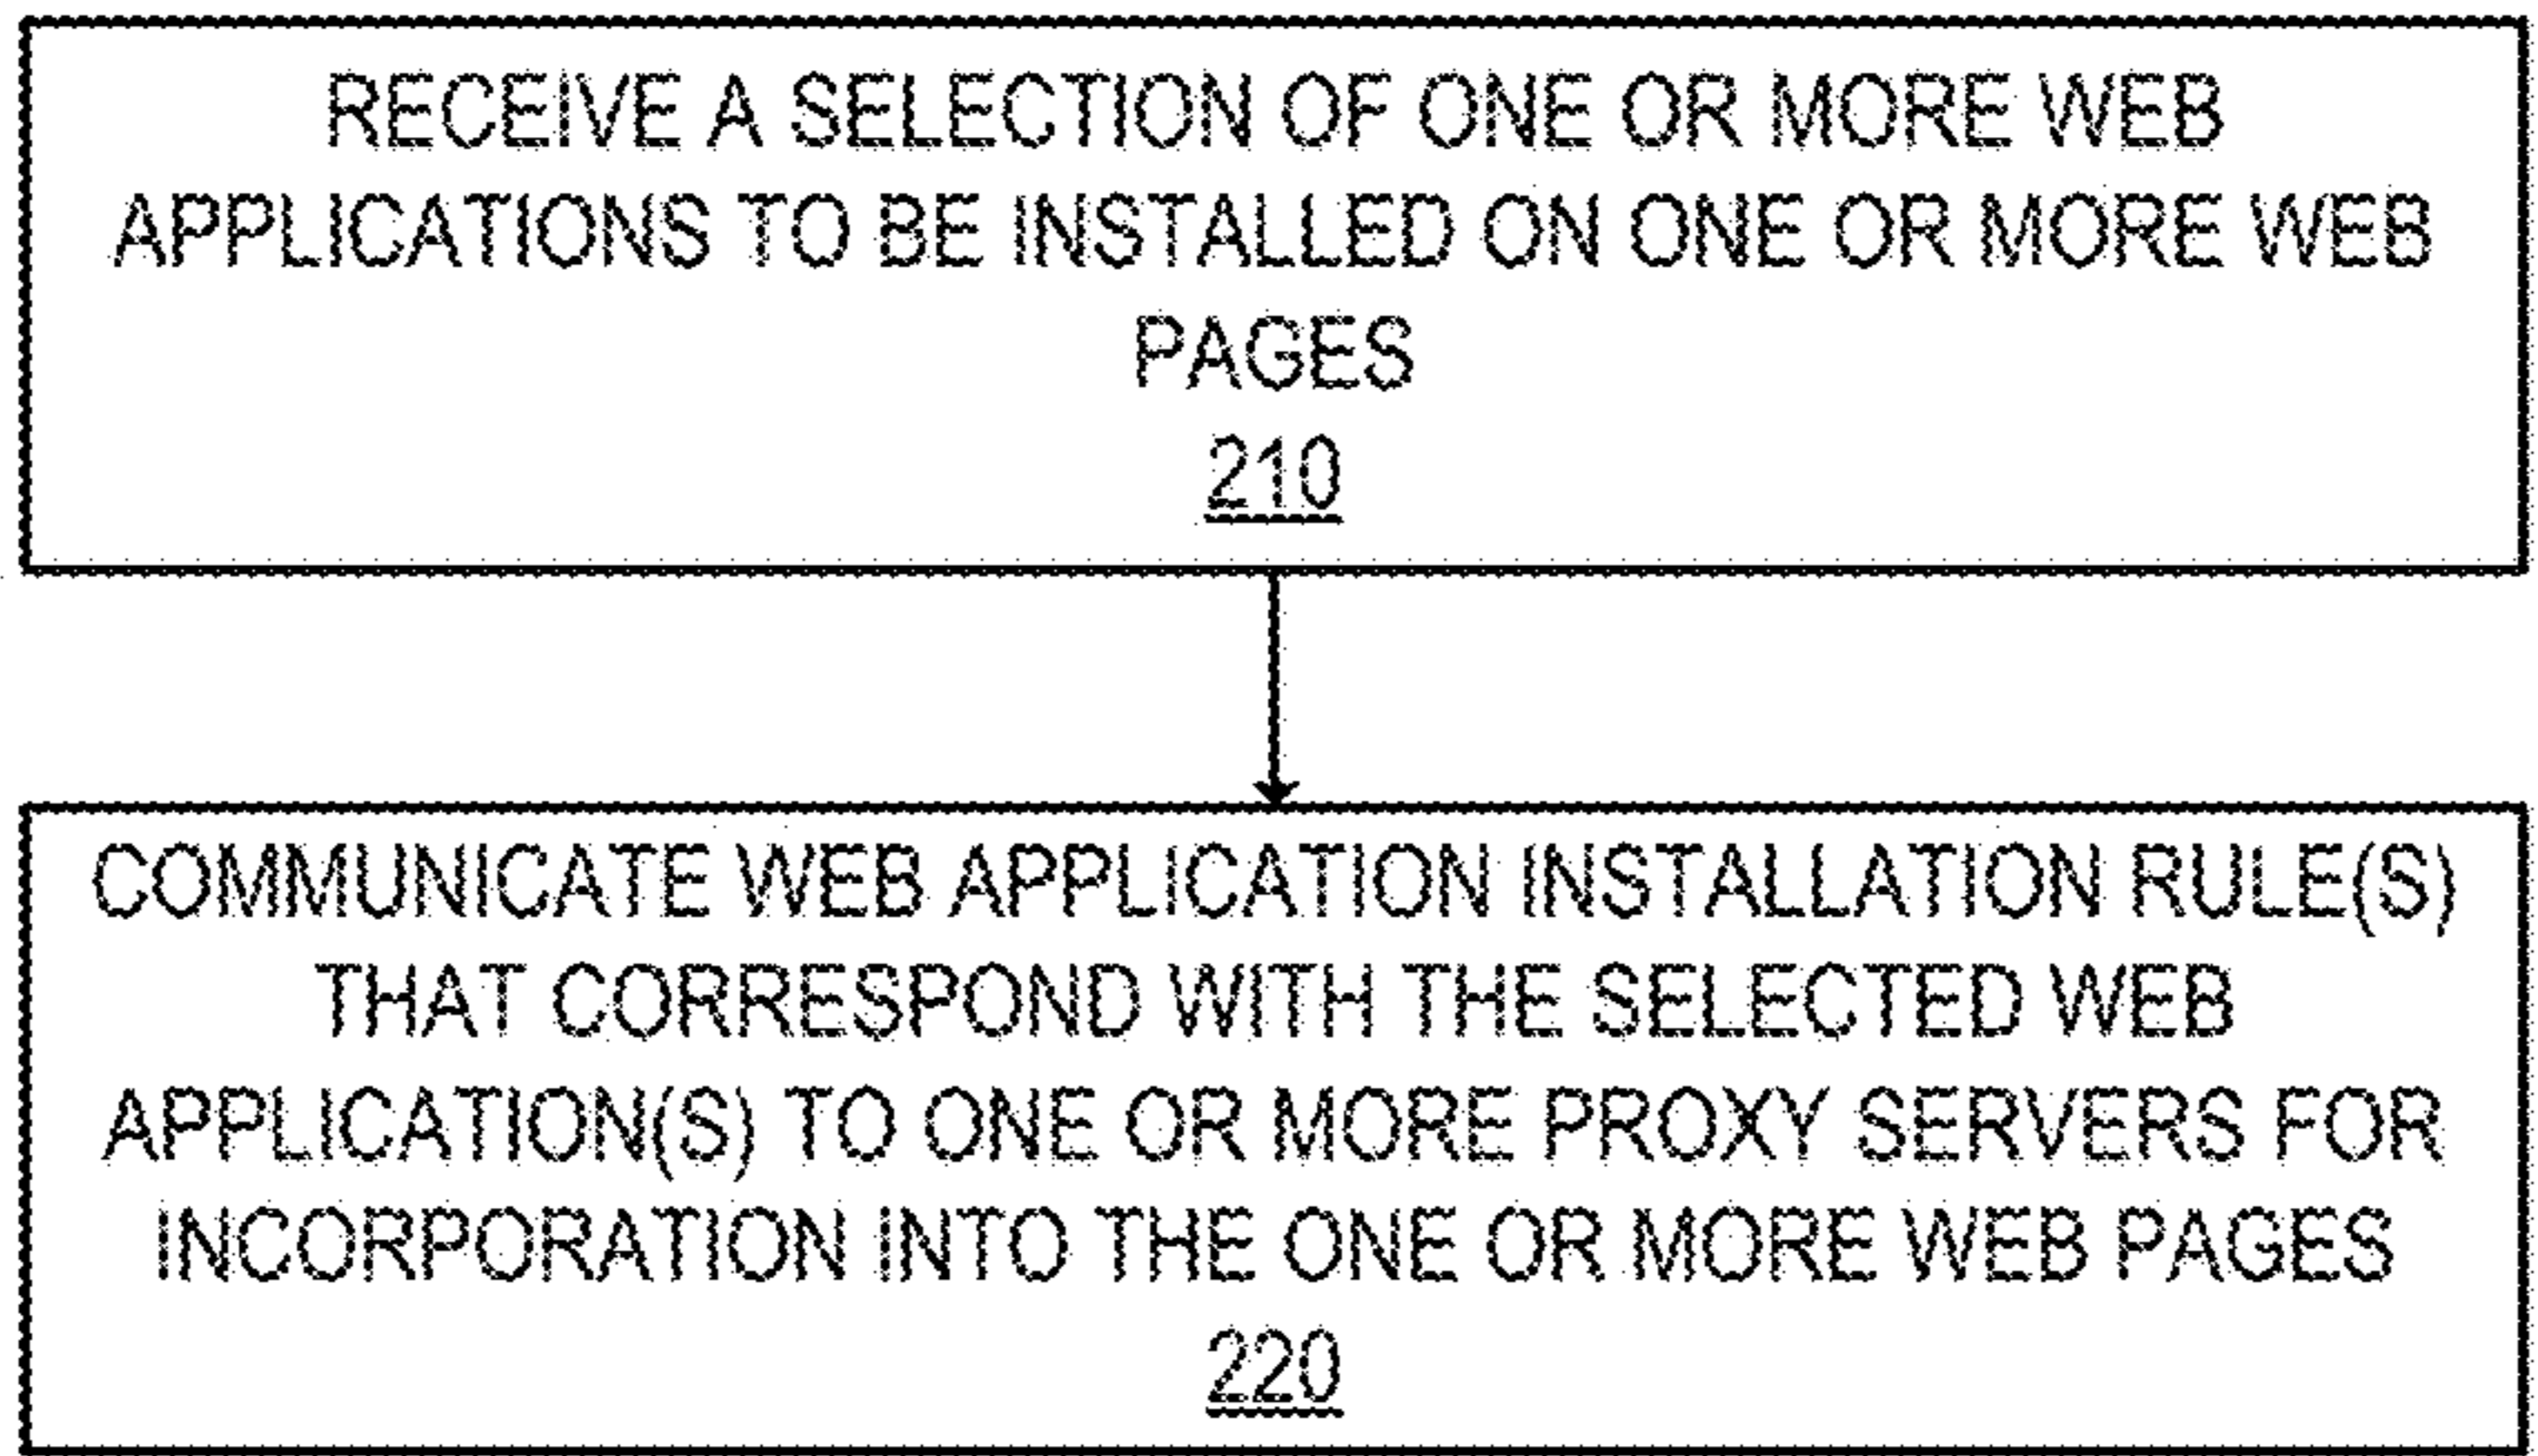 RECEIVE A SELECTION OF ONE OR MORE WEB
APPLICATIONS TO BE INSTALLED ON ONE OR MORE WEB
PAGES
210
COMMUNICATE WEB APPLICATION INSTALLATION RULE(S)
THAT CORRESPOND WITH THE SELECTED WEB
APPLICATION(S) TO ONE OR MORE PROXY SERVERS FOR
INCORPORATION INTO THE ONE OR MORE WEB PAGES
220